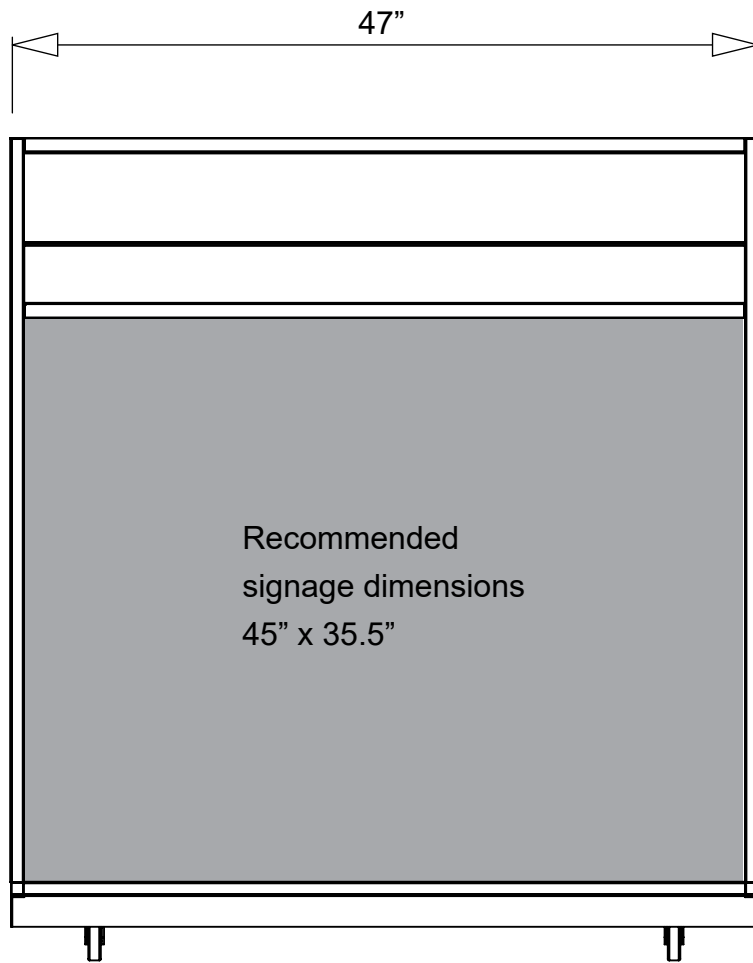 47”
Recommended
signage dimensions
45” x 35.5”